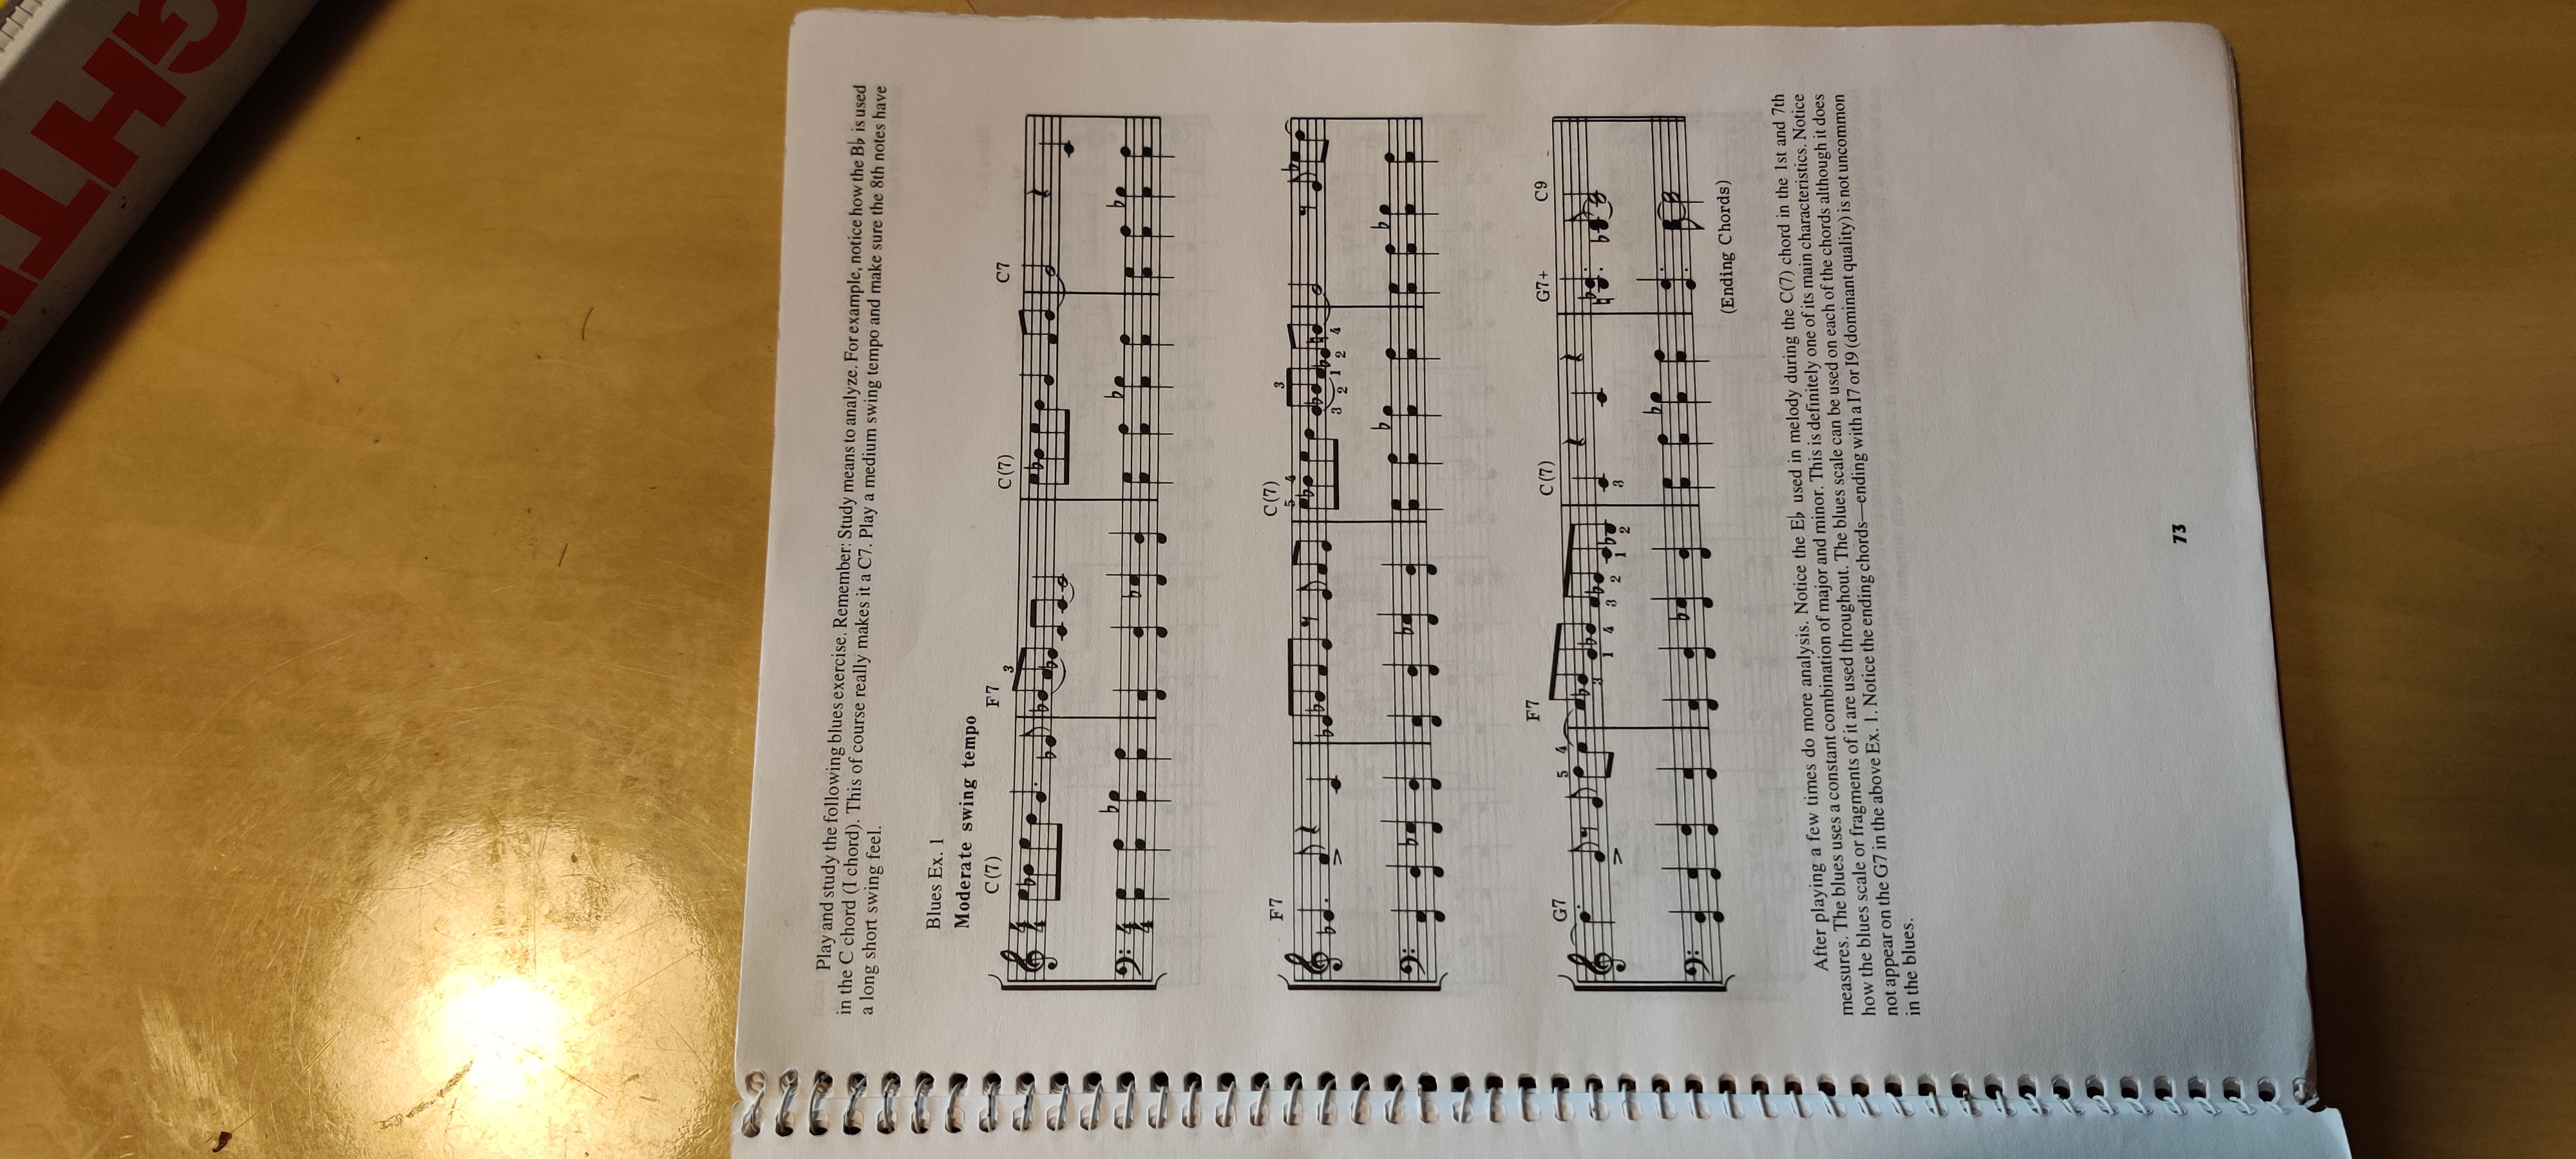 Play and study the following blues exercise. Remember: Study means to analyze. For example, notice how the B♭ is used
in the C chord (I chord). This of course really makes it a C7. Play a medium swing tempo and make sure the 8th notes have
a long short swing feel.
Blues Ex. 1
Moderate swing tempo
C(7) F7 C(7) C7
3
F7 C(7)
5 4 3
3 2 1 2 4
G7 F7 C(7) G7+ C9
5 4
3 1 4 3 2 1 2 3
(Ending Chords)
After playing a few times do more analysis. Notice the E♭ used in melody during the C(7) chord in the 1st and 7th
measures. The blues uses a constant combination of major and minor. This is definitely one of its main characteristics. Notice
how the blues scale or fragments of it are used throughout. The blues scale can be used on each of the chords although it does
not appear on the G7 in the above Ex. 1. Notice the ending chords—ending with a I7 or I9 (dominant quality) is not uncommon
in the blues.
73